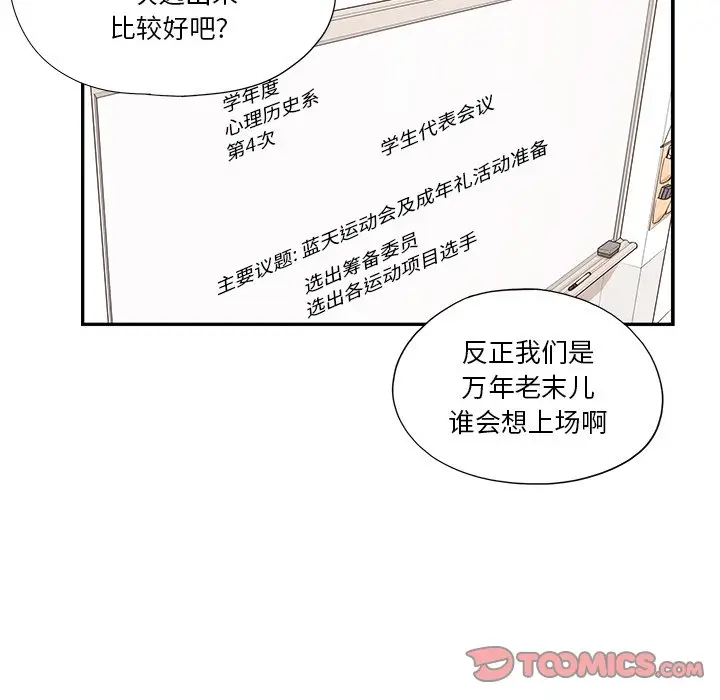 比较好吧?
学年度
心理历史系
第4次
学生代表会议
主要议题: 蓝天运动会及成年礼活动准备
选出筹备委员
选出各运动项目选手
反正我们是
万年老末儿
谁会想上场啊
TOOMICS.COM